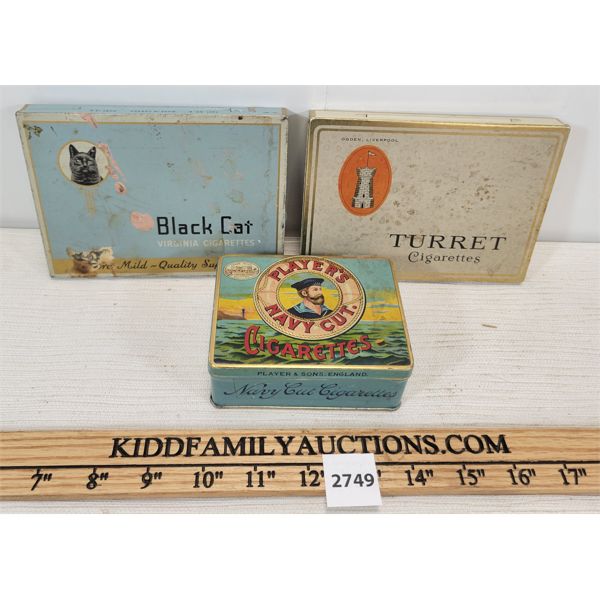 Black Cat
VIRGINIA CIGARETTES
Mild ~ Quality
OGDEN, LIVERPOOL
TURRET
Cigarettes
PLAYER'S
NAVY CUT.
CIGARETTES
PLAYER & SONS. ENGLAND.
Navy Cut Cigarettes
KIDDFAMILYAUCTIONS.COM
7" 8" 9" 10" 11" 12" 14" 15" 16" 17"
2749